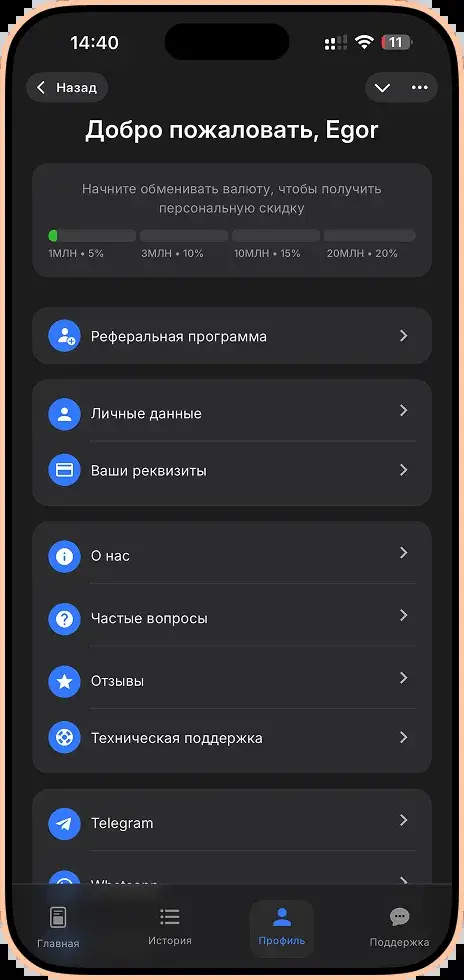 14:40
11
Назад
Добро пожаловать, Egor
Начните обменивать валюту, чтобы получить
персональную скидку
1МЛН • 5% 3МЛН • 10% 10МЛН • 15% 20МЛН • 20%
Реферальная программа
Личные данные
Ваши реквизиты
О нас
Частые вопросы
Отзывы
Техническая поддержка
Telegram
Whatsapp
Главная История Профиль Поддержка